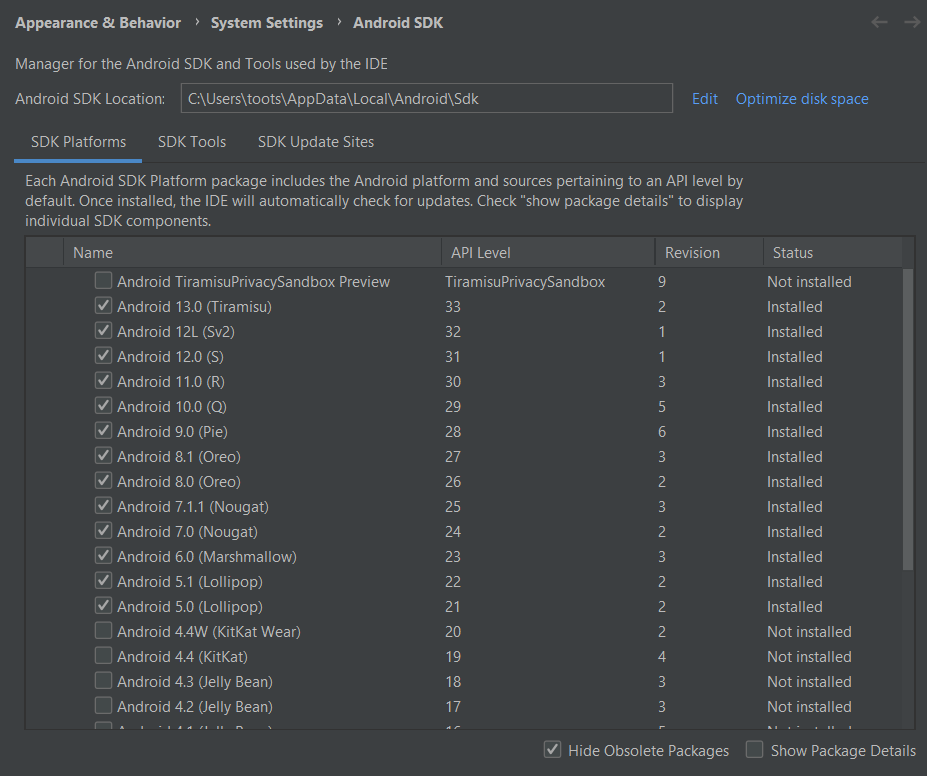 Appearance & Behavior › System Settings › Android SDK
Manager for the Android SDK and Tools used by the IDE
Android SDK Location: C:\Users\toots\AppData\Local\Android\Sdk Edit Optimize disk space
SDK Platforms SDK Tools SDK Update Sites
Each Android SDK Platform package includes the Android platform and sources pertaining to an API level by
default. Once installed, the IDE will automatically check for updates. Check "show package details" to display
individual SDK components.
Name API Level Revision Status
Android TiramisuPrivacySandbox Preview TiramisuPrivacySandbox 9 Not installed
Android 13.0 (Tiramisu) 33 2 Installed
Android 12L (Sv2) 32 1 Installed
Android 12.0 (S) 31 1 Installed
Android 11.0 (R) 30 3 Installed
Android 10.0 (Q) 29 5 Installed
Android 9.0 (Pie) 28 6 Installed
Android 8.1 (Oreo) 27 3 Installed
Android 8.0 (Oreo) 26 2 Installed
Android 7.1.1 (Nougat) 25 3 Installed
Android 7.0 (Nougat) 24 2 Installed
Android 6.0 (Marshmallow) 23 3 Installed
Android 5.1 (Lollipop) 22 2 Installed
Android 5.0 (Lollipop) 21 2 Installed
Android 4.4W (KitKat Wear) 20 2 Not installed
Android 4.4 (KitKat) 19 4 Not installed
Android 4.3 (Jelly Bean) 18 3 Not installed
Android 4.2 (Jelly Bean) 17 3 Not installed
Hide Obsolete Packages Show Package Details